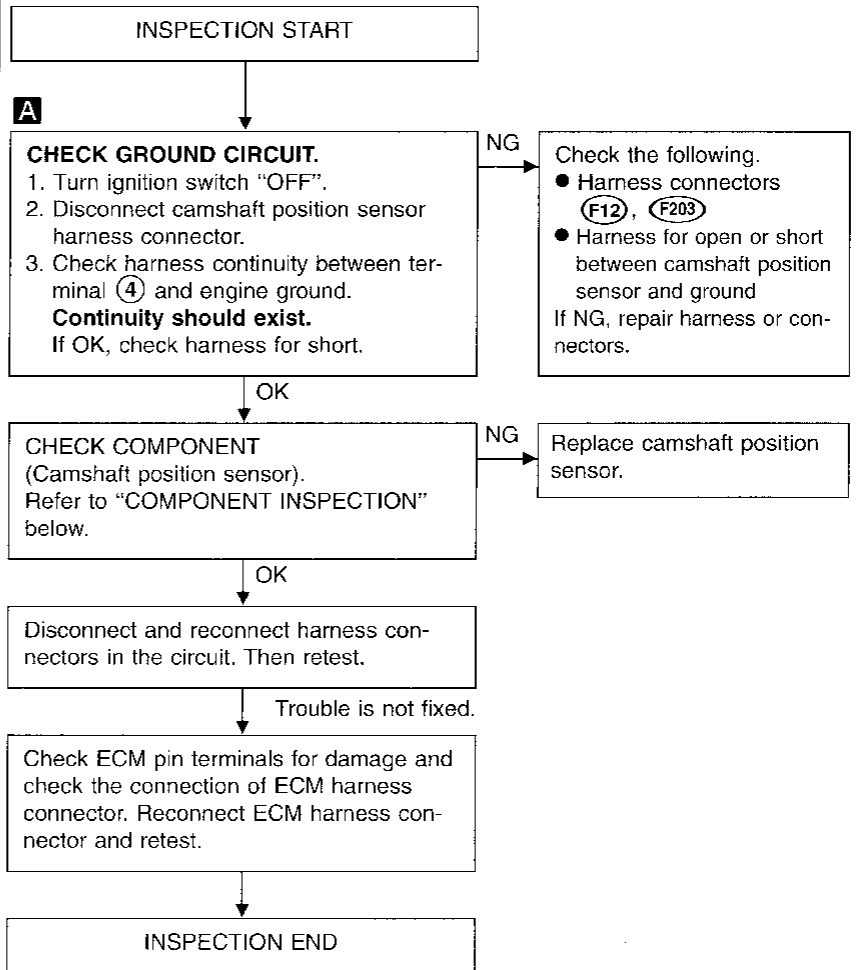 INSPECTION START
A
CHECK GROUND CIRCUIT.
1. Turn ignition switch “OFF”.
2. Disconnect camshaft position sensor
harness connector.
3. Check harness continuity between ter-
minal ④ and engine ground.
Continuity should exist.
If OK, check harness for short.
NG
Check the following.
● Harness connectors
F12, F203
● Harness for open or short
between camshaft position
sensor and ground
If NG, repair harness or con-
nectors.
OK
CHECK COMPONENT
(Camshaft position sensor).
Refer to “COMPONENT INSPECTION”
below.
NG
Replace camshaft position
sensor.
OK
Disconnect and reconnect harness con-
nectors in the circuit. Then retest.
Trouble is not fixed.
Check ECM pin terminals for damage and
check the connection of ECM harness
connector. Reconnect ECM harness con-
nector and retest.
INSPECTION END